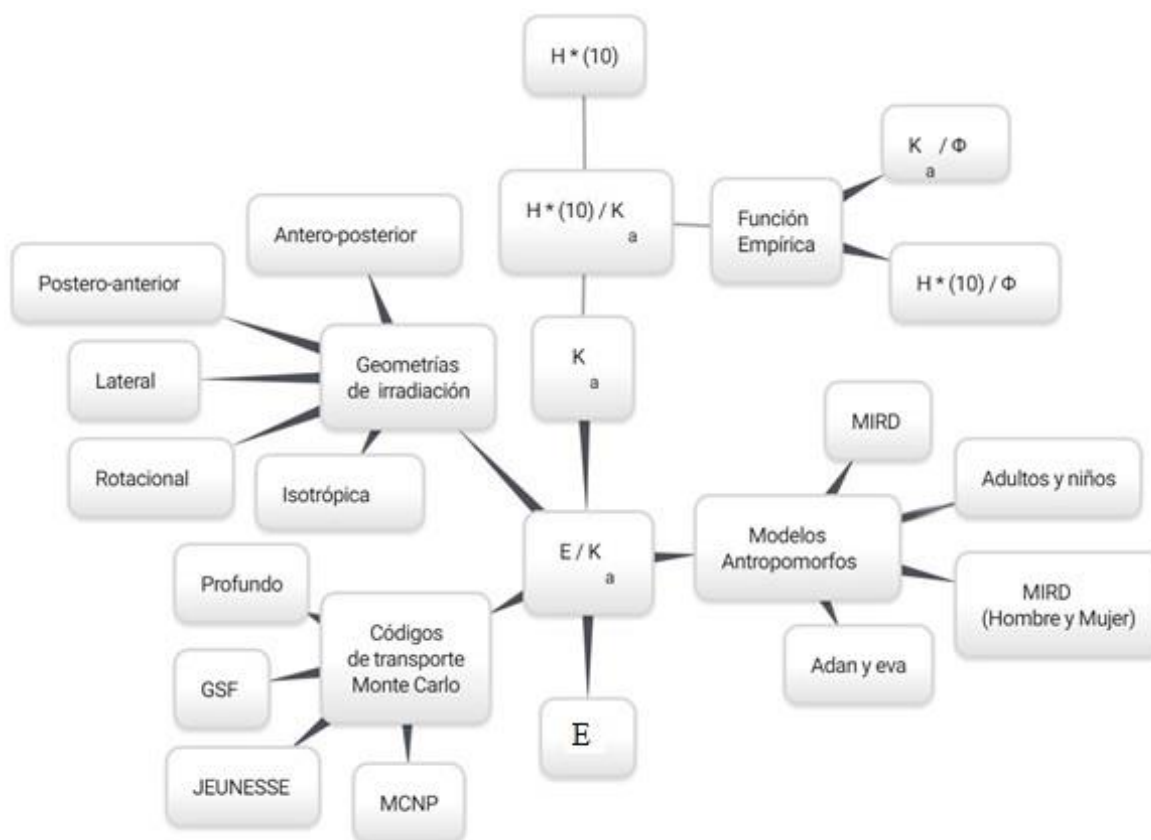 H * (10)
K a / Φ
H * (10) / K a
Función
Empírica
H * (10) / Φ
Antero-posterior
Postero-anterior
Geometrías
de irradiación
Lateral
Rotacional
Isotrópica
K a
MIRD
Adultos y niños
Modelos
Antropomorfos
MIRD
(Hombre y Mujer)
Adan y eva
E / K a
Profundo
Códigos
de transporte
Monte Carlo
GSF
JEUNESSE
MCNP
E